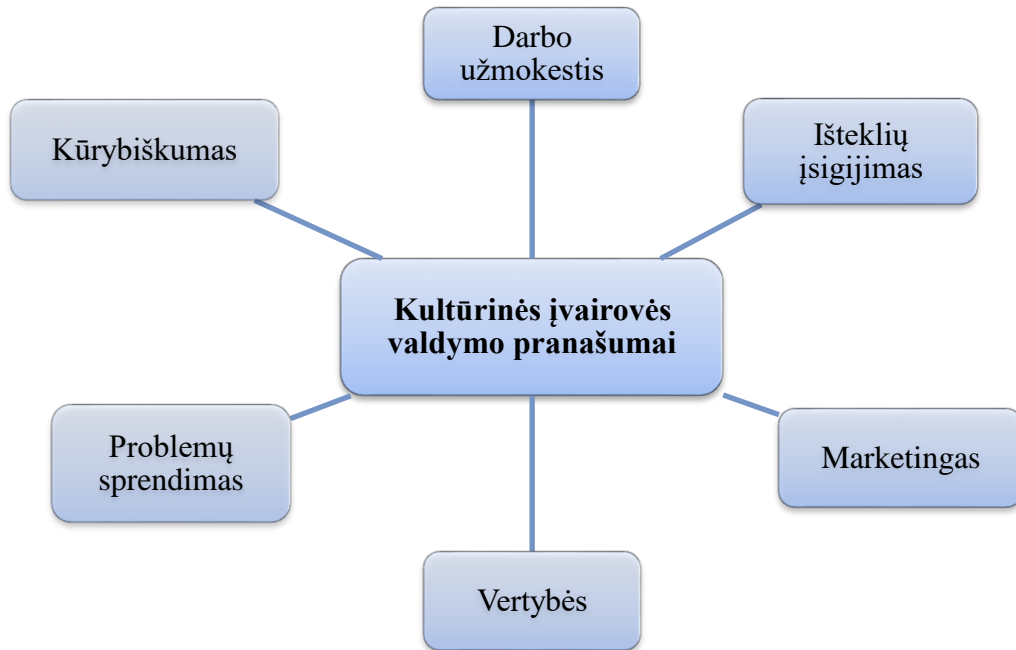 Darbo
užmokestis
Kūrybiškumas
Išteklių
įsigijimas
Kultūrinės įvairovės
valdymo pranašumai
Problemų
sprendimas
Marketingas
Vertybės